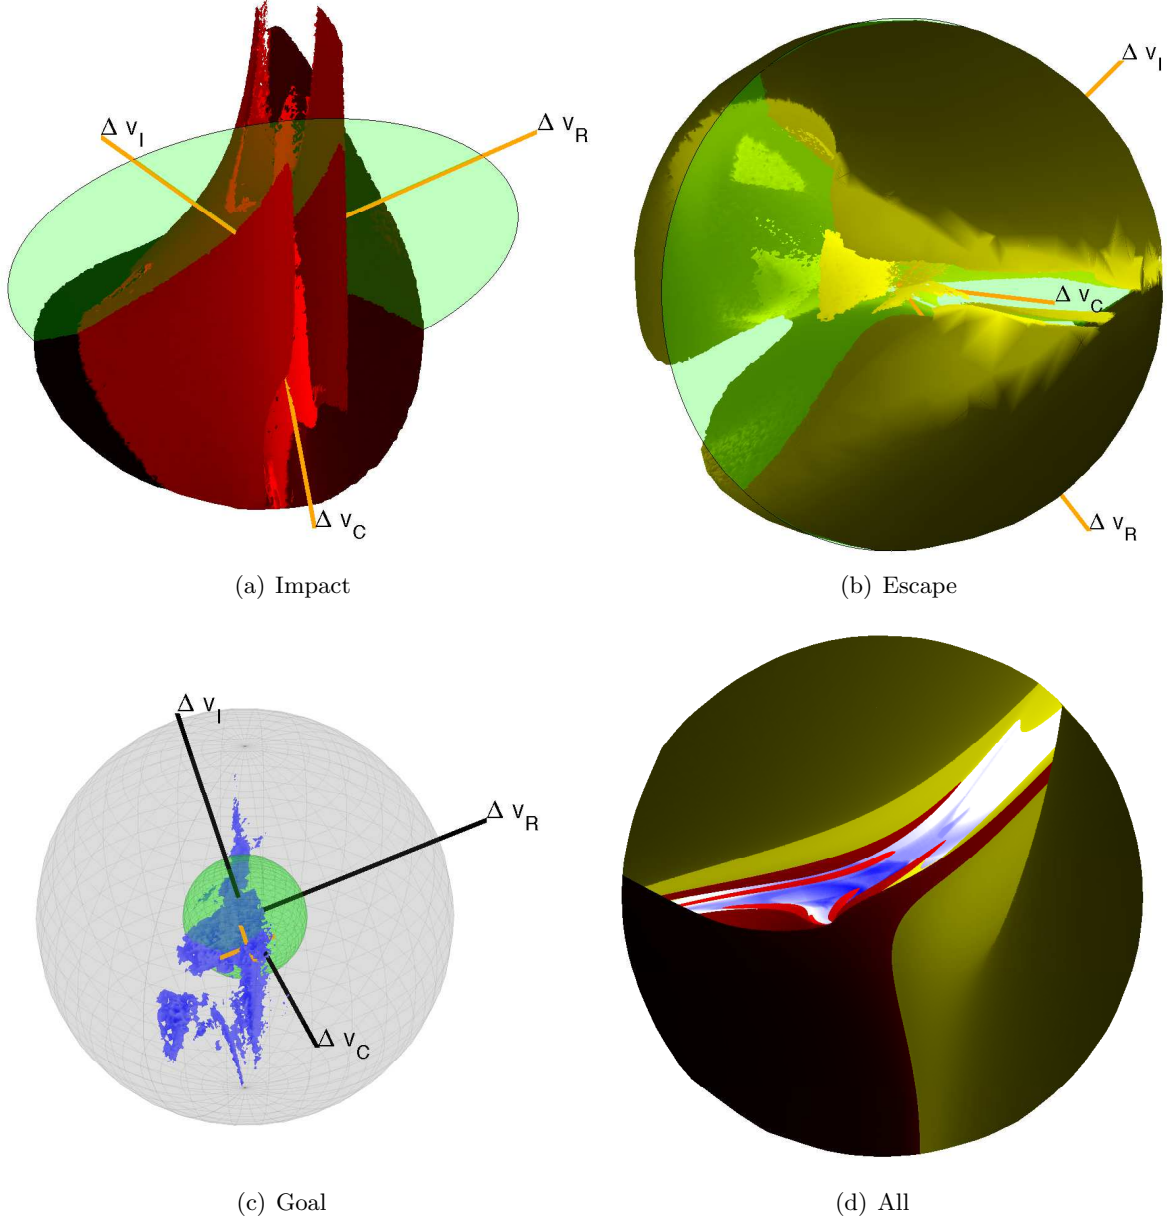 Δ v_I
Δ v_R
Δ v_C
(a) Impact
Δ v_I
Δ v_C
Δ v_R
(b) Escape
Δ v_I
Δ v_R
Δ v_C
(c) Goal
(d) All